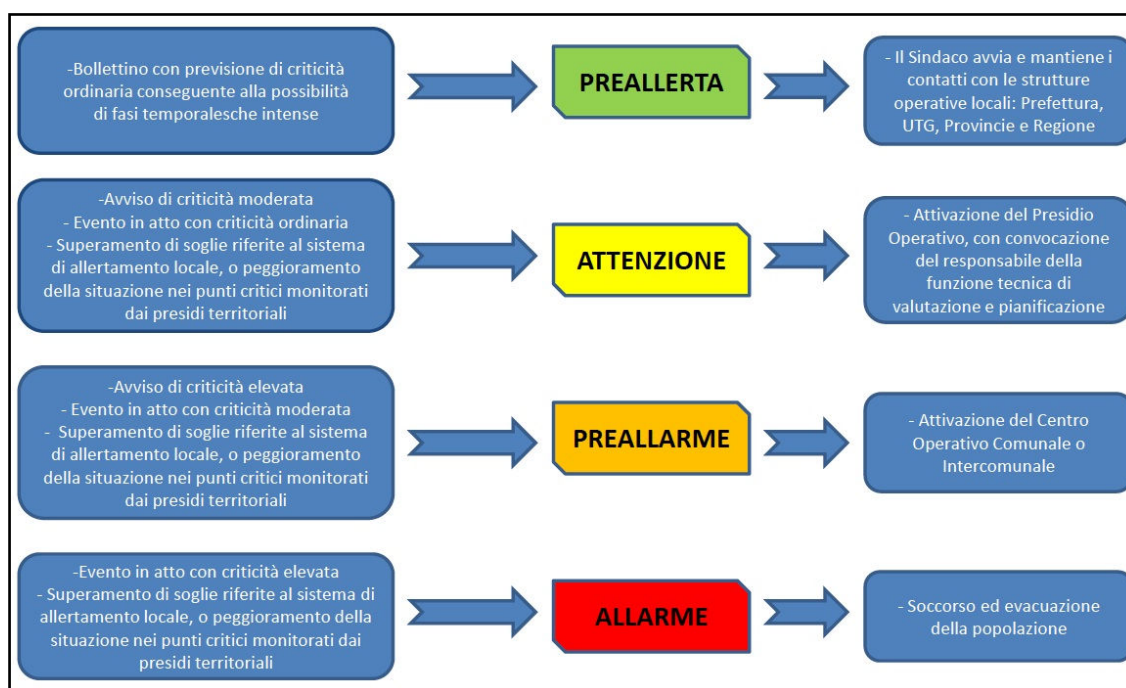 -Bollettino con previsione di criticità
ordinaria conseguente alla possibilità
di fasi temporalesche intense
PREALLERTA
- Il Sindaco avvia e mantiene i
contatti con le strutture
operative locali: Prefettura,
UTG, Provincie e Regione
-Avviso di criticità moderata
- Evento in atto con criticità ordinaria
- Superamento di soglie riferite al sistema
di allertamento locale, o peggioramento
della situazione nei punti critici monitorati
dai presidi territoriali
ATTENZIONE
- Attivazione del Presidio
Operativo, con convocazione
del responsabile della
funzione tecnica di
valutazione e pianificazione
-Avviso di criticità elevata
- Evento in atto con criticità moderata
- Superamento di soglie riferite al sistema
di allertamento locale, o peggioramento
della situazione nei punti critici monitorati
dai presidi territoriali
PREALLARME
- Attivazione del Centro
Operativo Comunale o
Intercomunale
-Evento in atto con criticità elevata
- Superamento di soglie riferite al sistema di
allertamento locale, o peggioramento della
situazione nei punti critici monitorati dai
presidi territoriali
ALLARME
- Soccorso ed evacuazione
della popolazione